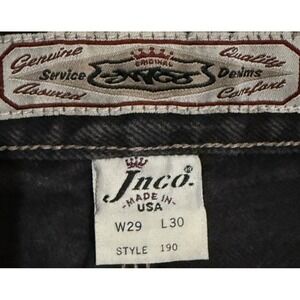 Genuine ORIGINAL Quality
Service JNCO Denims
Assured Comfort
Jnco.®
-MADE IN-
USA
W29 L30
STYLE 190